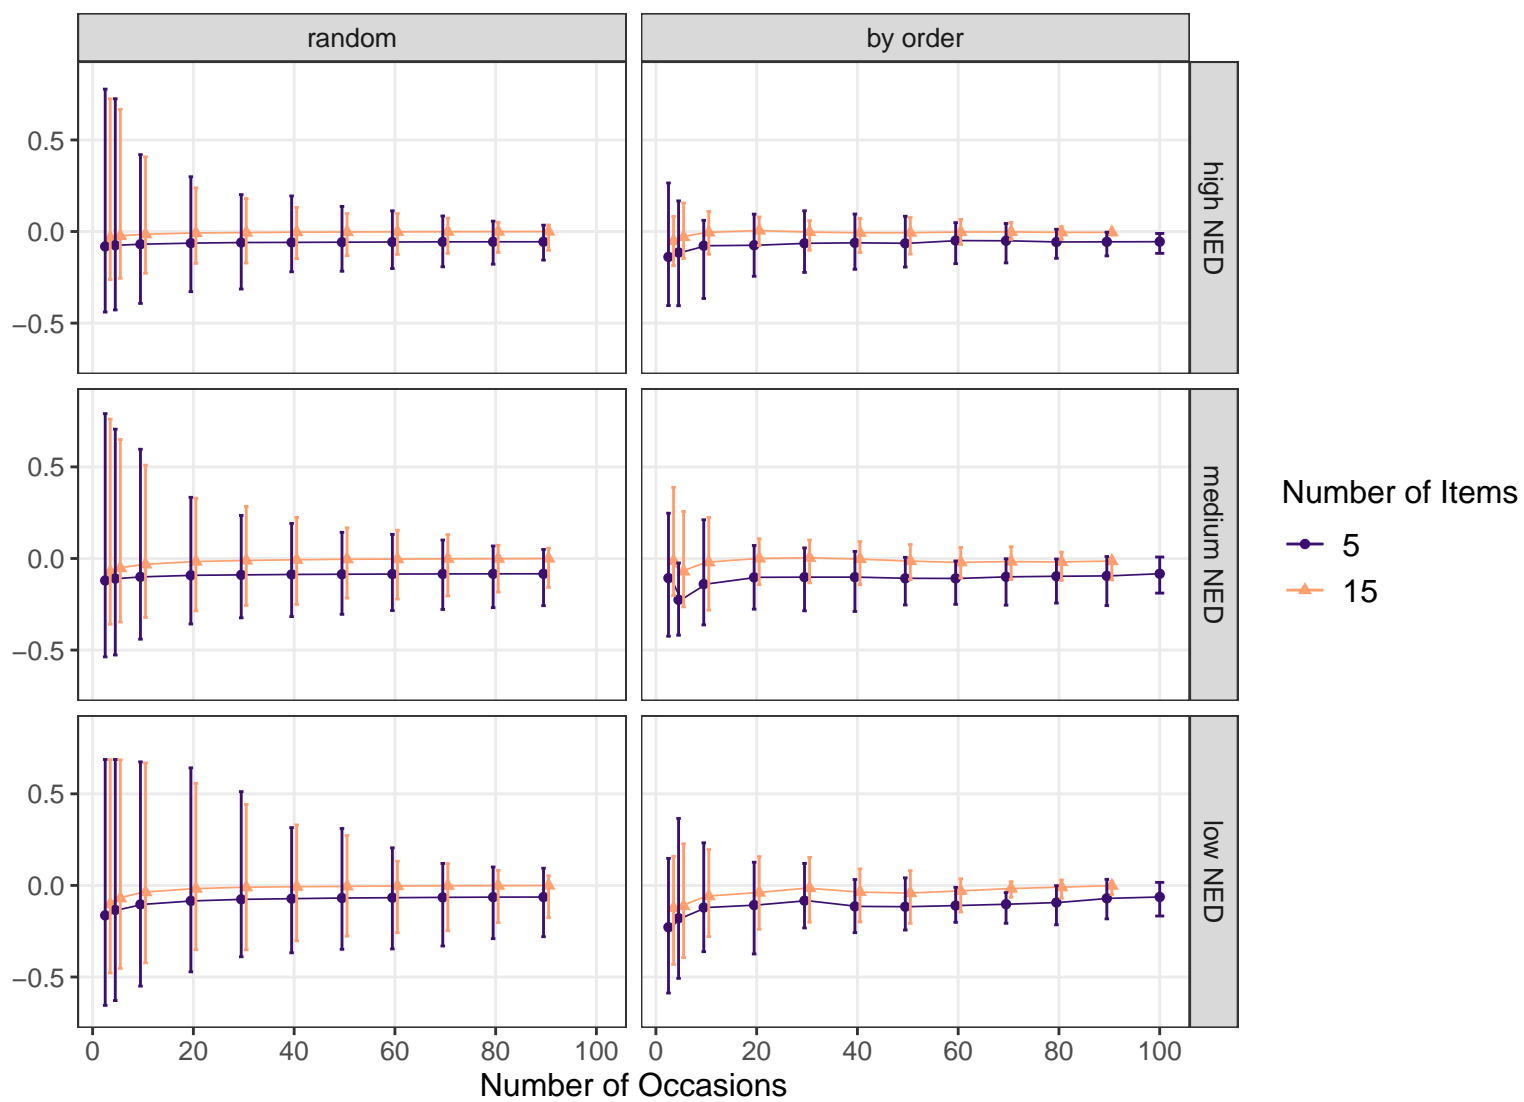 random
by order
0.5
0.0
−0.5
high NED
0.5
0.0
−0.5
medium NED
0.5
0.0
−0.5
low NED
0 20 40 60 80 100
0 20 40 60 80 100
Number of Occasions
Number of Items
5
15